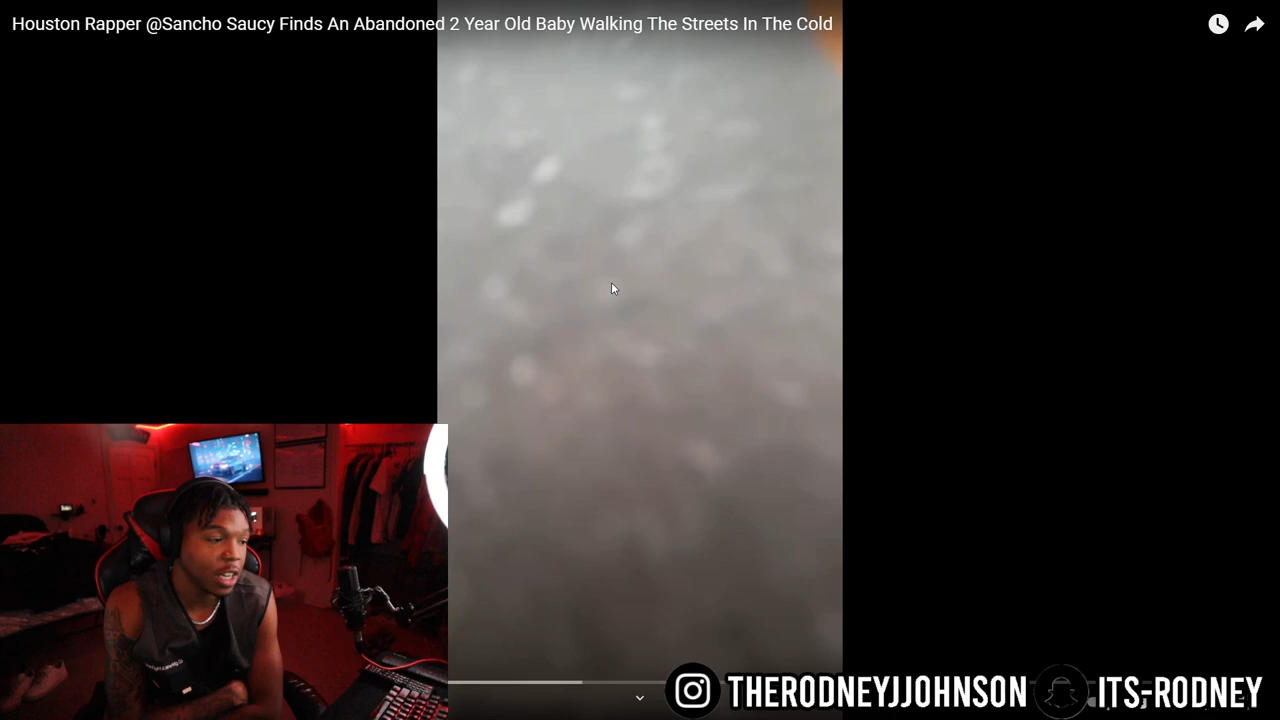 Houston Rapper @Sancho Saucy Finds An Abandoned 2 Year Old Baby Walking The Streets In The Cold
THERODNEYJJOHNSON
ITS-RODNEY